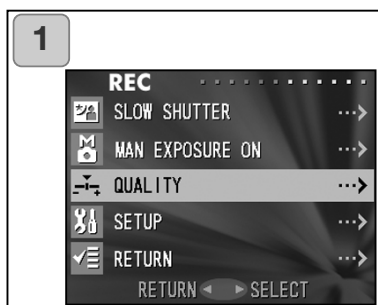 1
REC
SLOW SHUTTER
MAN EXPOSURE ON
QUALITY
SETUP
RETURN
RETURN SELECT